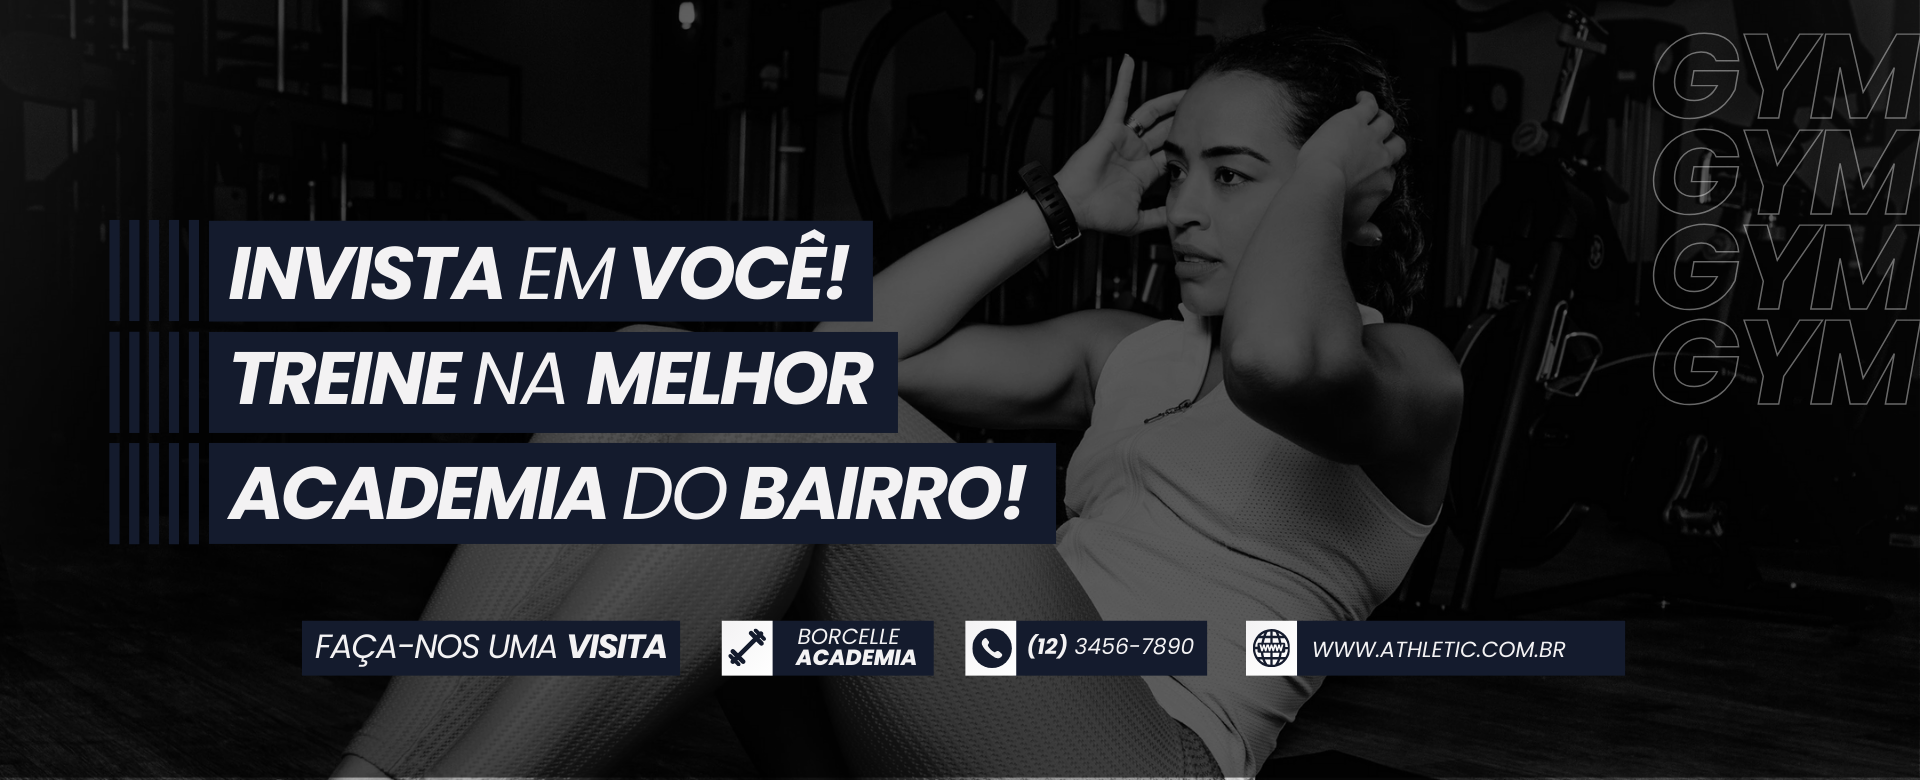 INVISTA EM VOCÊ!
TREINE NA MELHOR
ACADEMIA DO BAIRRO!
GYM
GYM
GYM
GYM
FAÇA-NOS UMA VISITA
BORCELLE
ACADEMIA
(12) 3456-7890
WWW
WWW.ATHLETIC.COM.BR